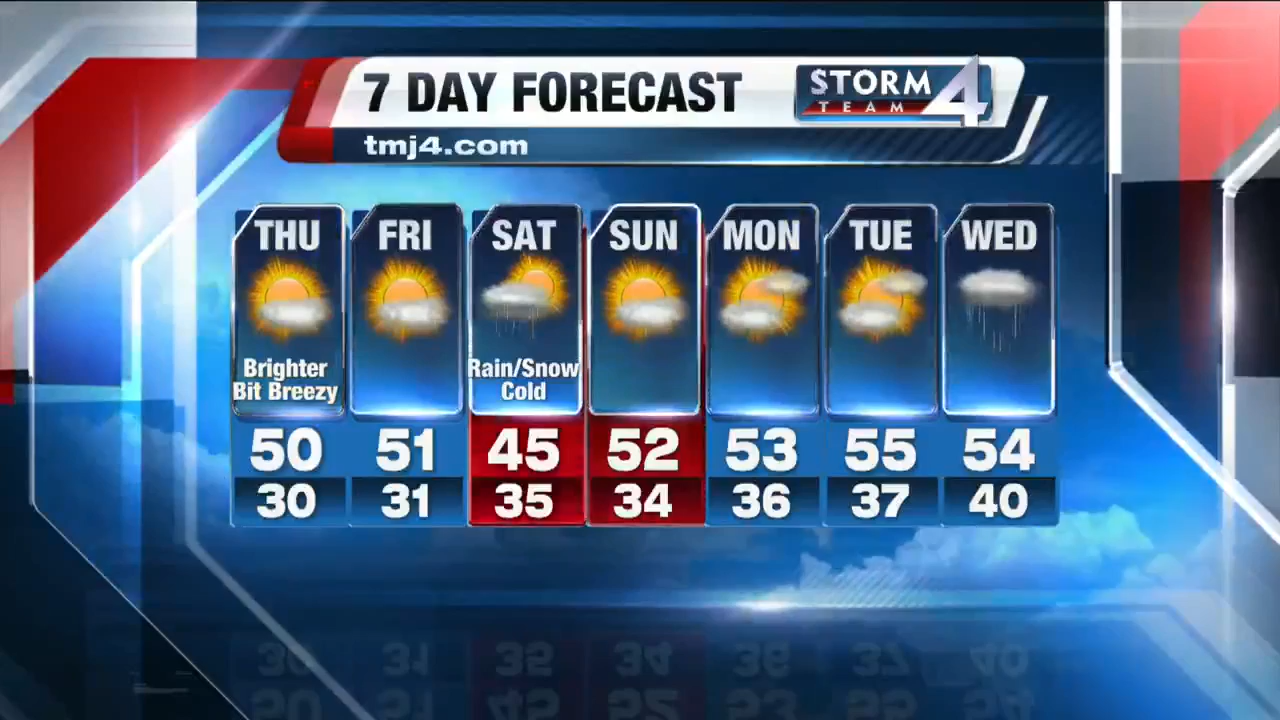 7 DAY FORECAST
STORM TEAM 4
tmj4.com
THU FRI SAT SUN MON TUE WED
Brighter
Bit Breezy
Rain/Snow
Cold
50 51 45 52 53 55 54
30 31 35 34 36 37 40